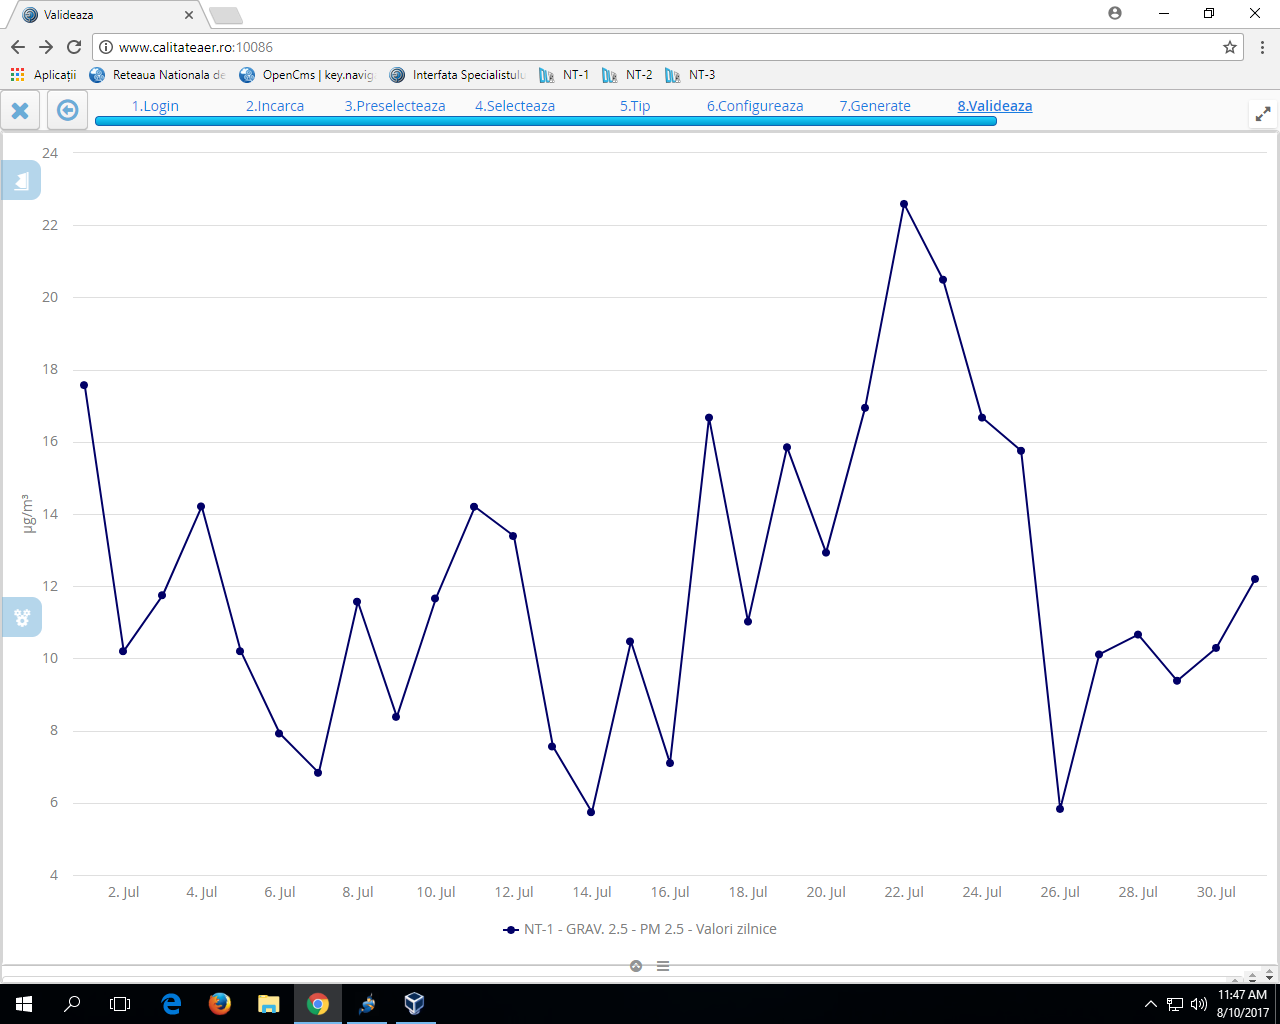 Valideaza
www.calitateaer.ro:10086
Aplicații
Reteaua Nationala de
OpenCms | key.navig
Interfata Specialistulu
NT-1
NT-2
NT-3
1.Login
2.Incarca
3.Preselecteaza
4.Selecteaza
5.Tip
6.Configureaza
7.Generate
8.Valideaza
24
22
20
18
16
14
12
10
8
6
4
µg/m³
2. Jul
4. Jul
6. Jul
8. Jul
10. Jul
12. Jul
14. Jul
16. Jul
18. Jul
20. Jul
22. Jul
24. Jul
26. Jul
28. Jul
30. Jul
NT-1 - GRAV. 2.5 - PM 2.5 - Valori zilnice
11:47 AM
8/10/2017